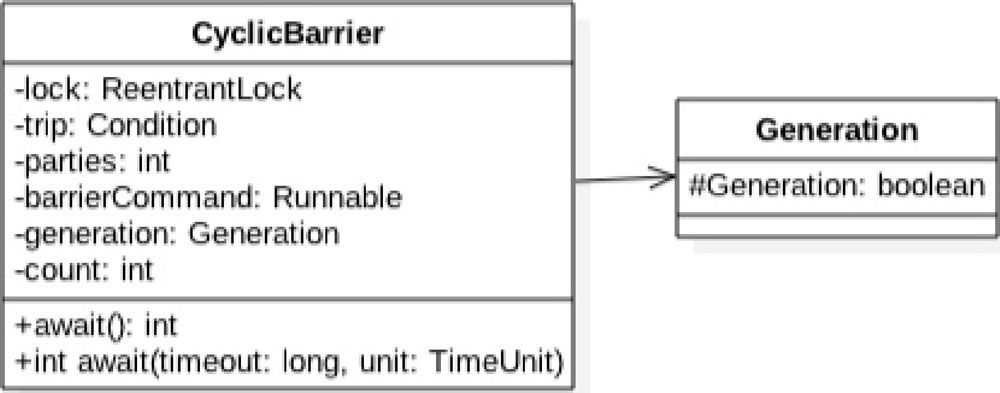 CyclicBarrier
-lock: ReentrantLock
-trip: Condition
-parties: int
-barrierCommand: Runnable
-generation: Generation
-count: int
+await(): int
+int await(timeout: long, unit: TimeUnit)
Generation
#Generation: boolean